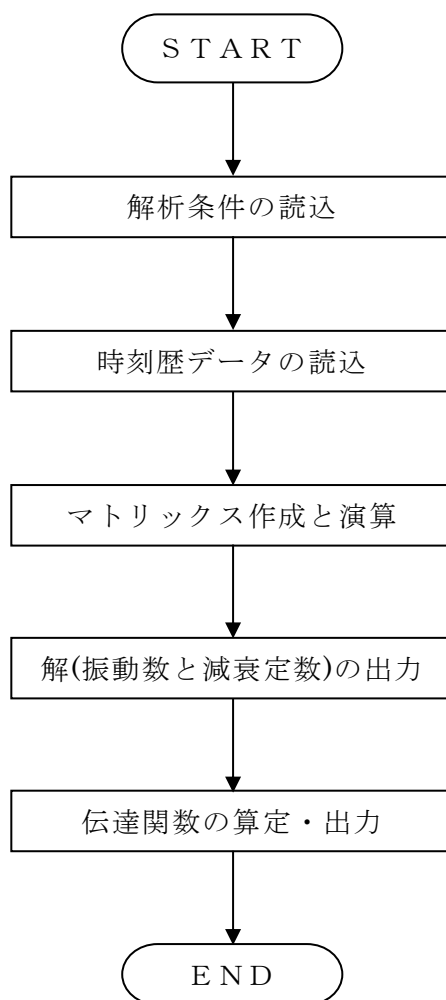 ＳＴＡＲＴ
解析条件の読込
時刻歴データの読込
マトリックス作成と演算
解(振動数と減衰定数)の出力
伝達関数の算定・出力
ＥＮＤ